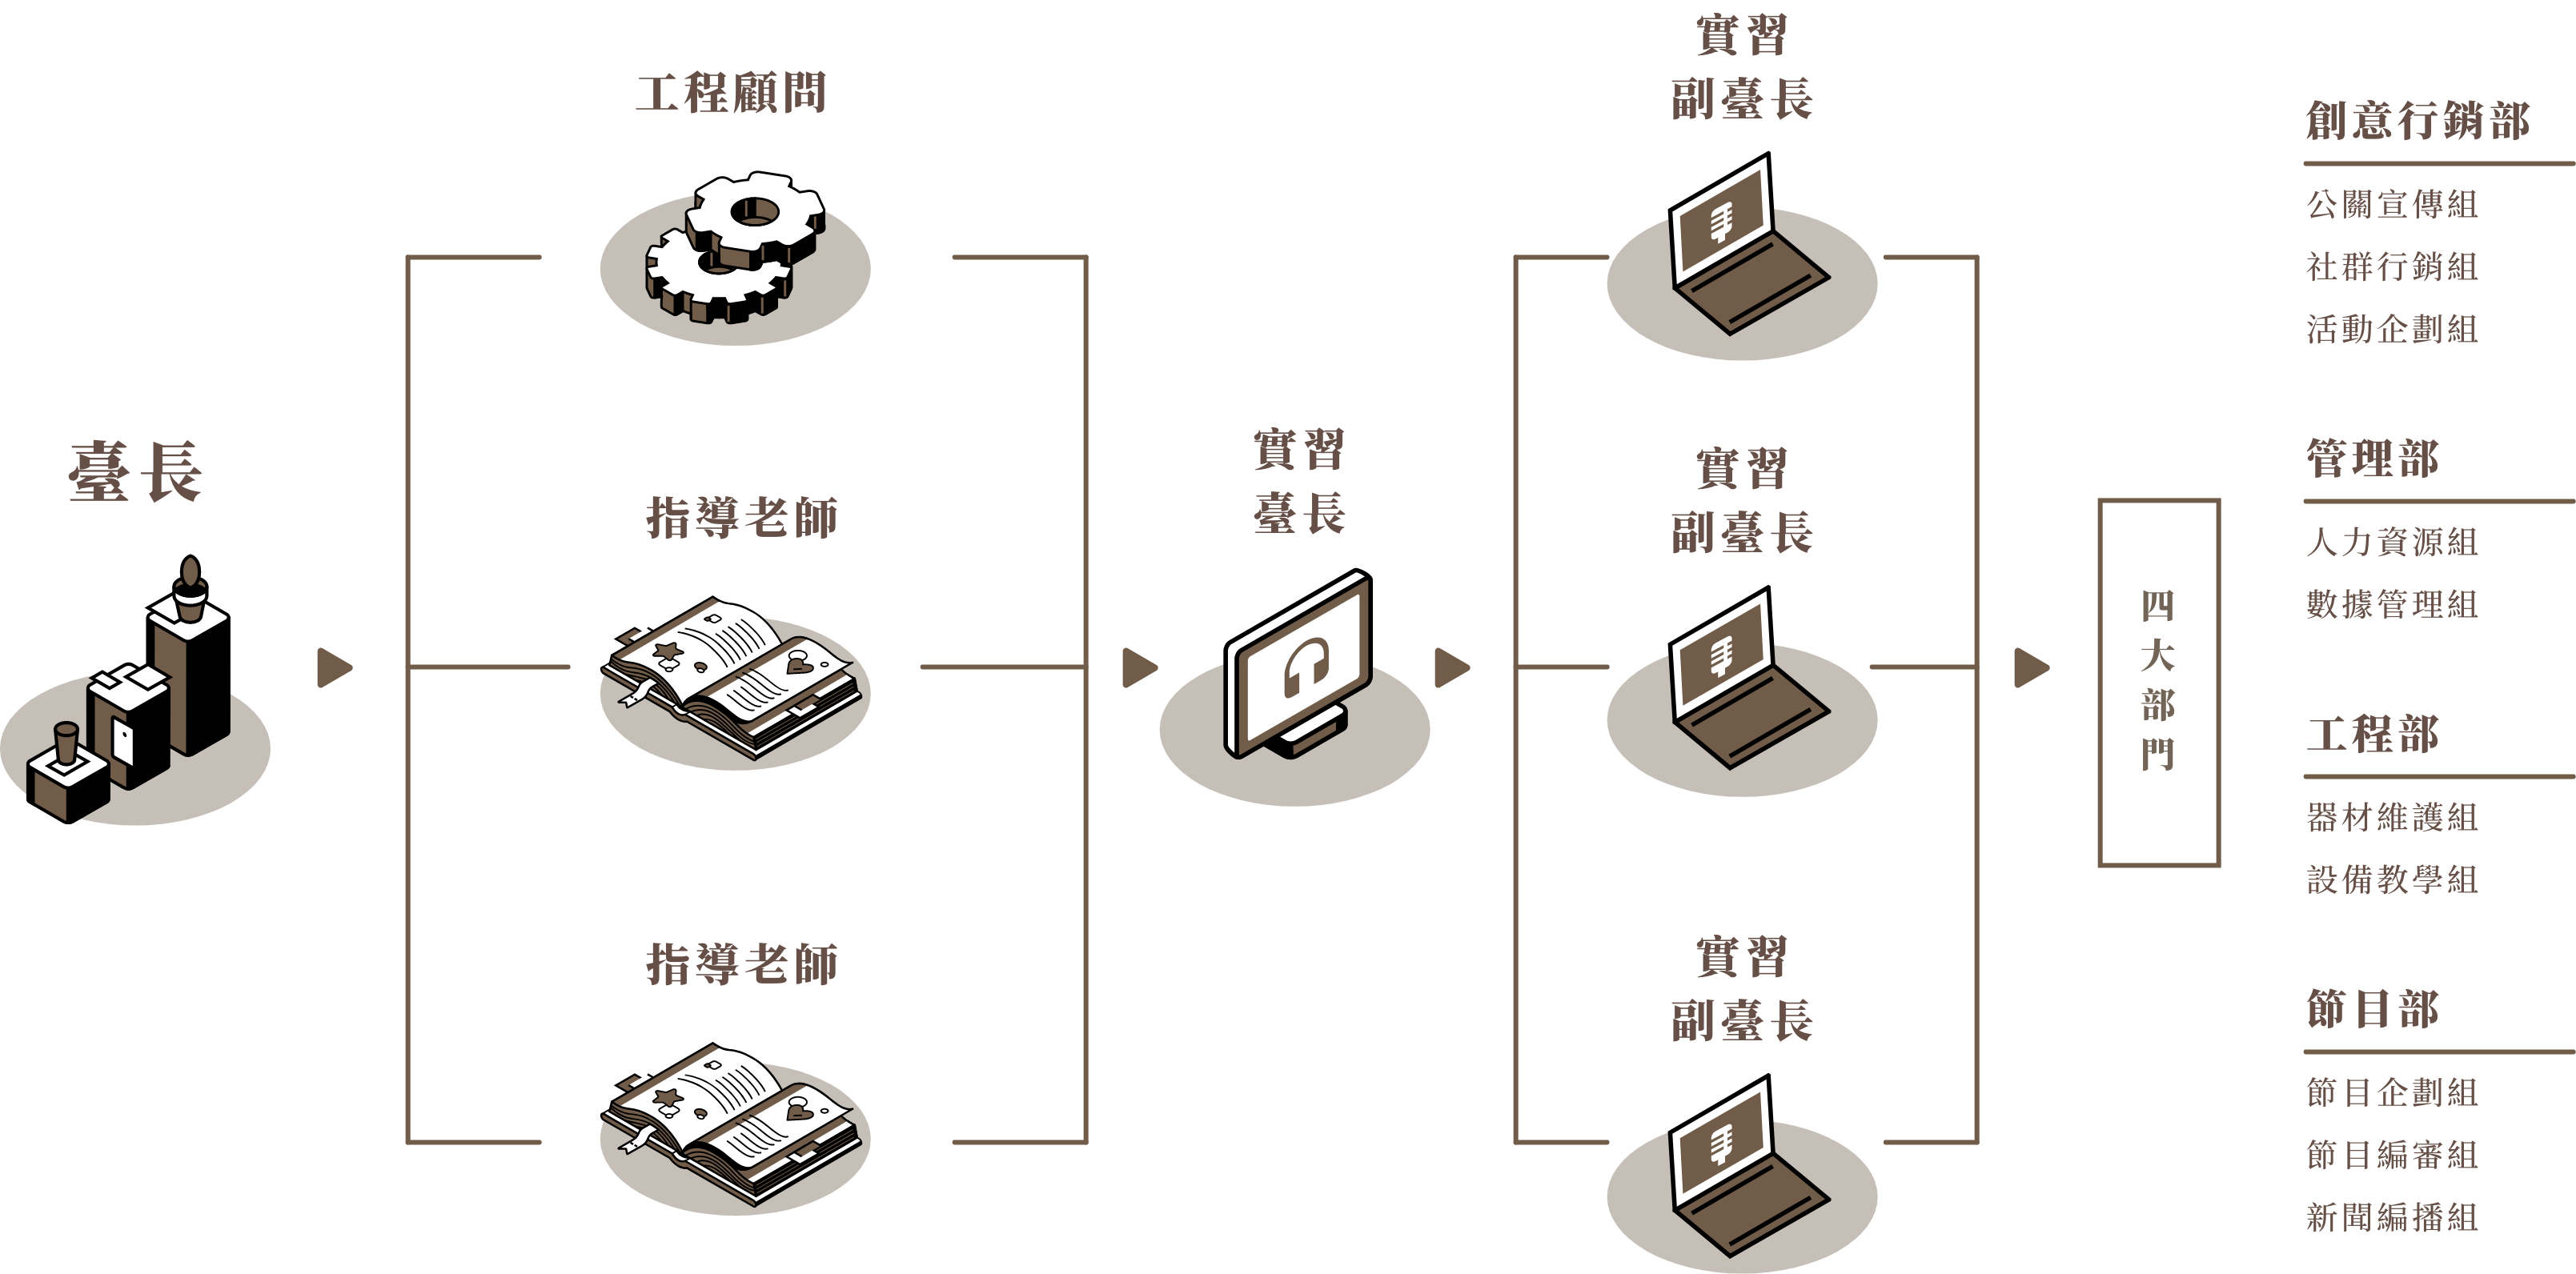 臺長
工程顧問
指導老師
指導老師
實習
臺長
實習
副臺長
實習
副臺長
實習
副臺長
四大部門
創意行銷部
公關宣傳組
社群行銷組
活動企劃組
管理部
人力資源組
數據管理組
工程部
器材維護組
設備教學組
節目部
節目企劃組
節目編審組
新聞編播組